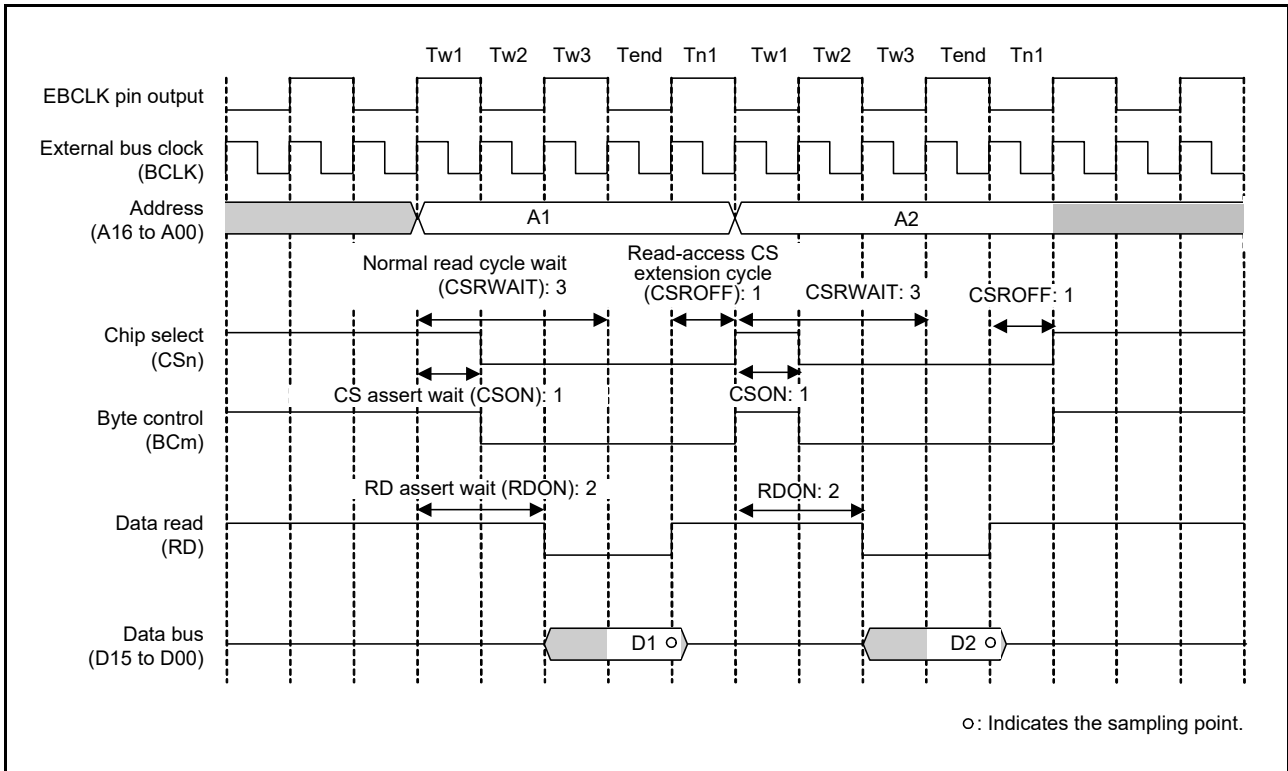 Tw1 Tw2 Tw3 Tend Tn1 Tw1 Tw2 Tw3 Tend Tn1
EBCLK pin output
External bus clock
(BCLK)
Address
(A16 to A00)
A1
A2
Normal read cycle wait
(CSRWAIT): 3
Read-access CS
extension cycle
(CSROFF): 1
CSRWAIT: 3
CSROFF: 1
Chip select
(CSn)
CS assert wait (CSON): 1
CSON: 1
Byte control
(BCm)
RD assert wait (RDON): 2
RDON: 2
Data read
(RD)
Data bus
(D15 to D00)
D1
D2
: Indicates the sampling point.